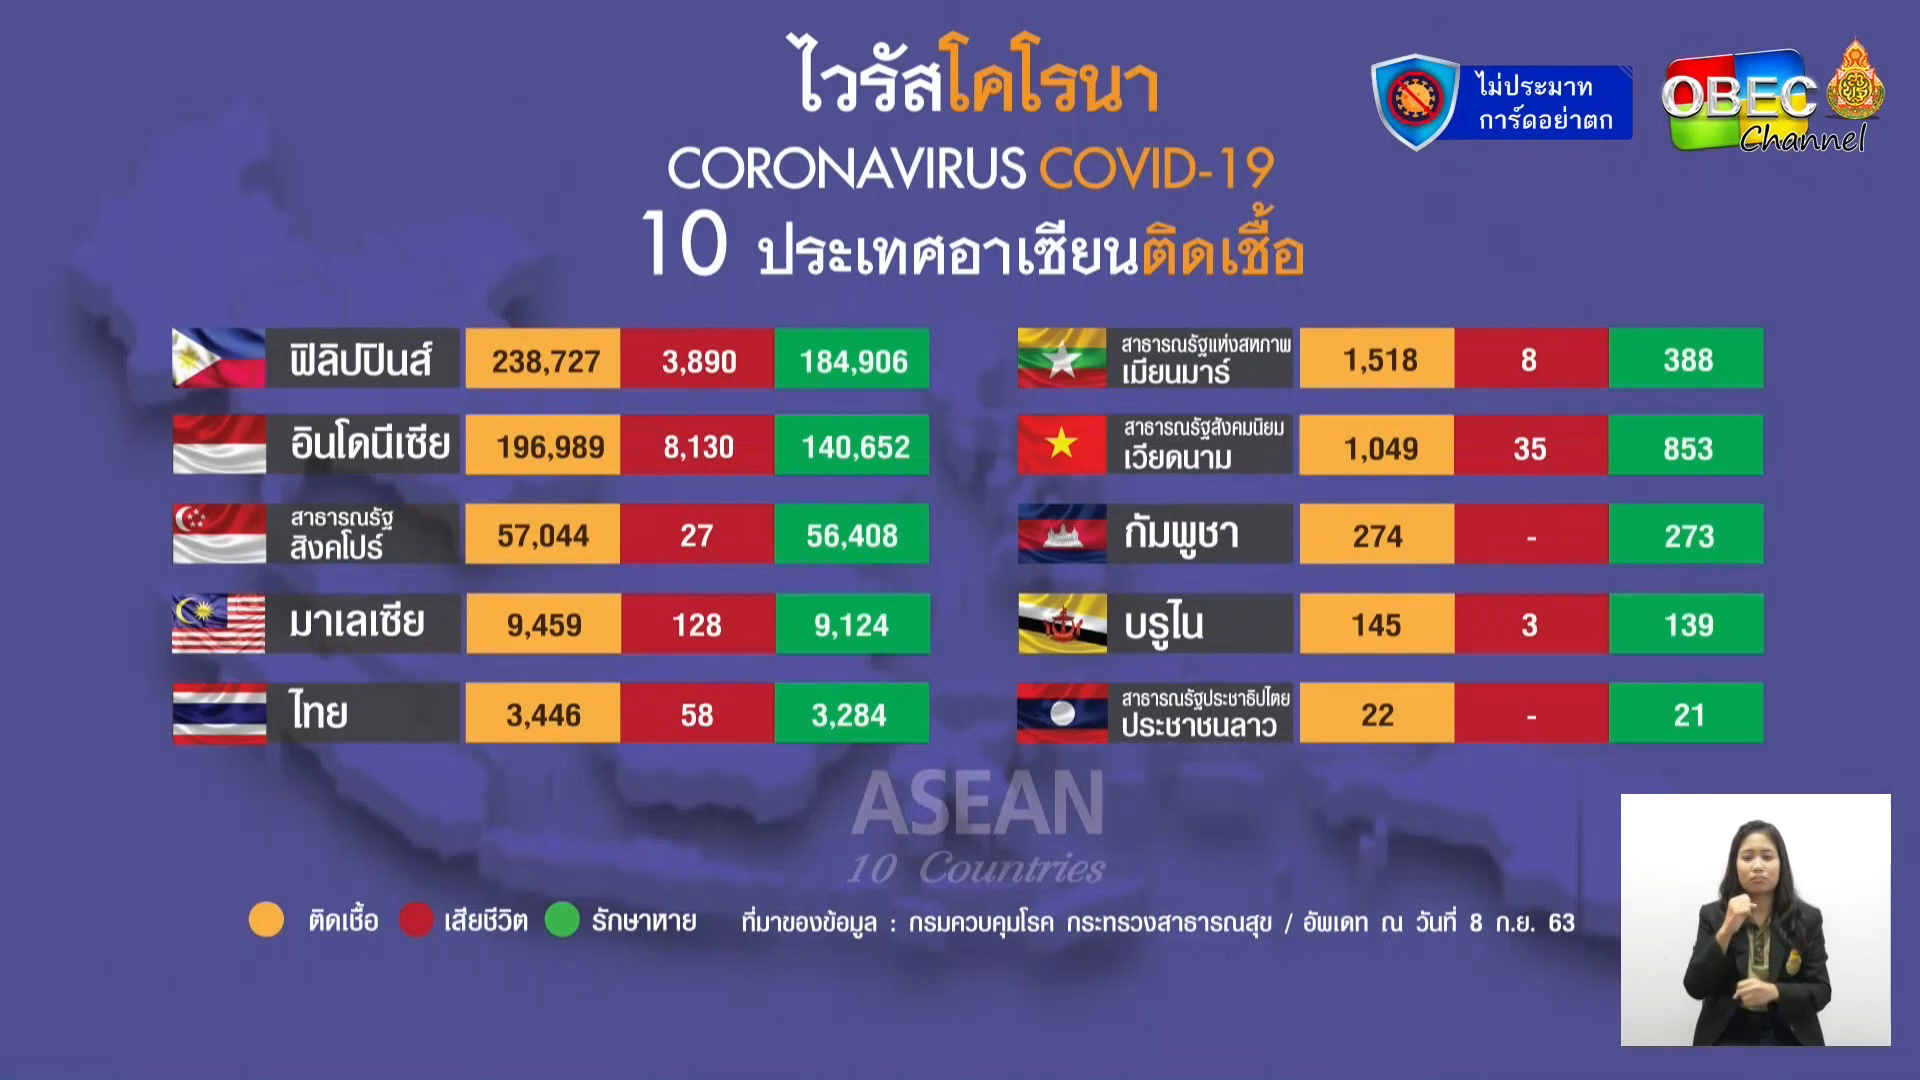 ไวรัสโคโรนา
CORONAVIRUS COVID-19
10 ประเทศอาเซียนติดเชื้อ
ไม่ประมาท
การ์ดอย่าตก
OBEC
Channel
ฟิลิปปินส์ 238,727 3,890 184,906
อินโดนีเซีย 196,989 8,130 140,652
สาธารณรัฐ
สิงคโปร์ 57,044 27 56,408
มาเลเซีย 9,459 128 9,124
ไทย 3,446 58 3,284
สาธารณรัฐแห่งสหภาพ
เมียนมาร์ 1,518 8 388
สาธารณรัฐสังคมนิยม
เวียดนาม 1,049 35 853
กัมพูชา 274 - 273
บรูไน 145 3 139
สาธารณรัฐประชาธิปไตย
ประชาชนลาว 22 - 21
ASEAN
10 Countries
ติดเชื้อ เสียชีวิต รักษาหาย ที่มาของข้อมูล : กรมควบคุมโรค กระทรวงสาธารณสุข / อัพเดท ณ วันที่ 8 ก.ย. 63